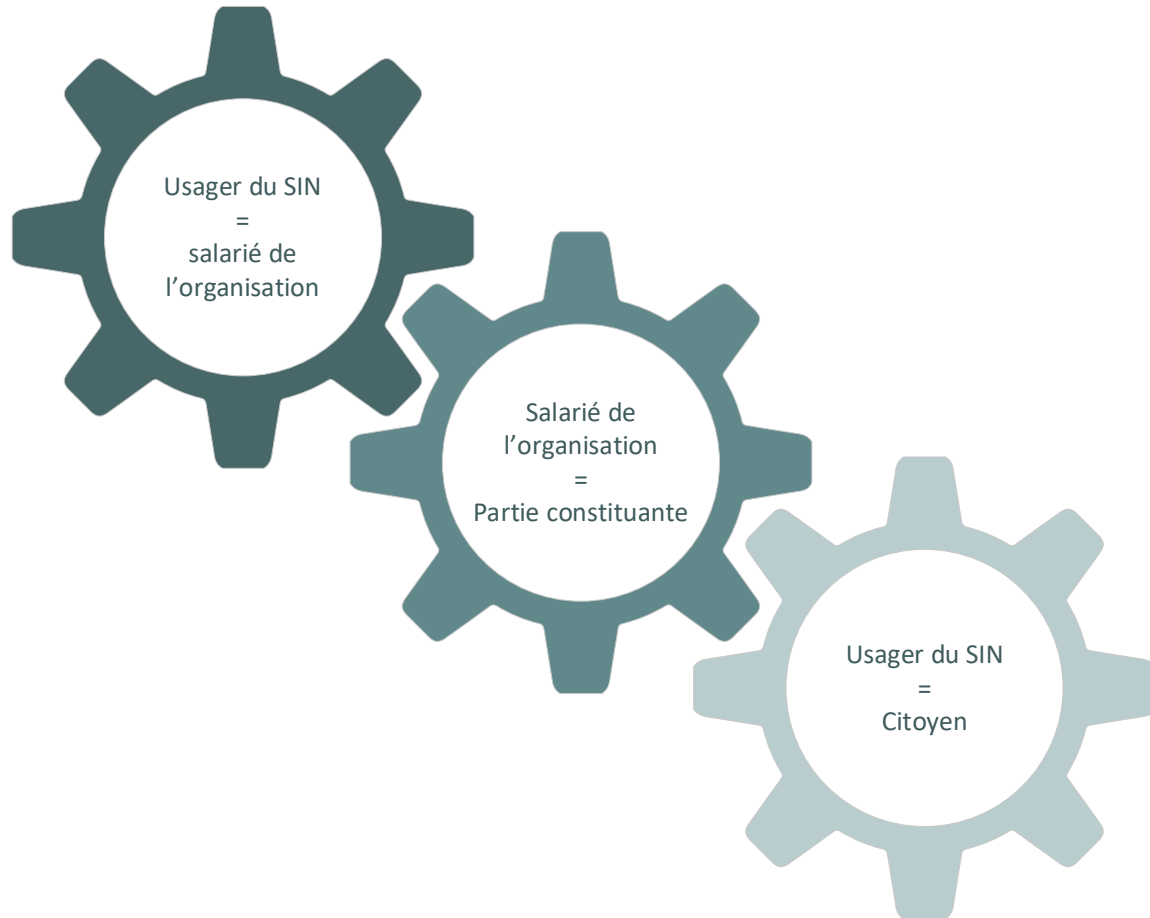 Usager du SIN
=
salarié de
l’organisation
Salarié de
l’organisation
=
Partie constituante
Usager du SIN
=
Citoyen